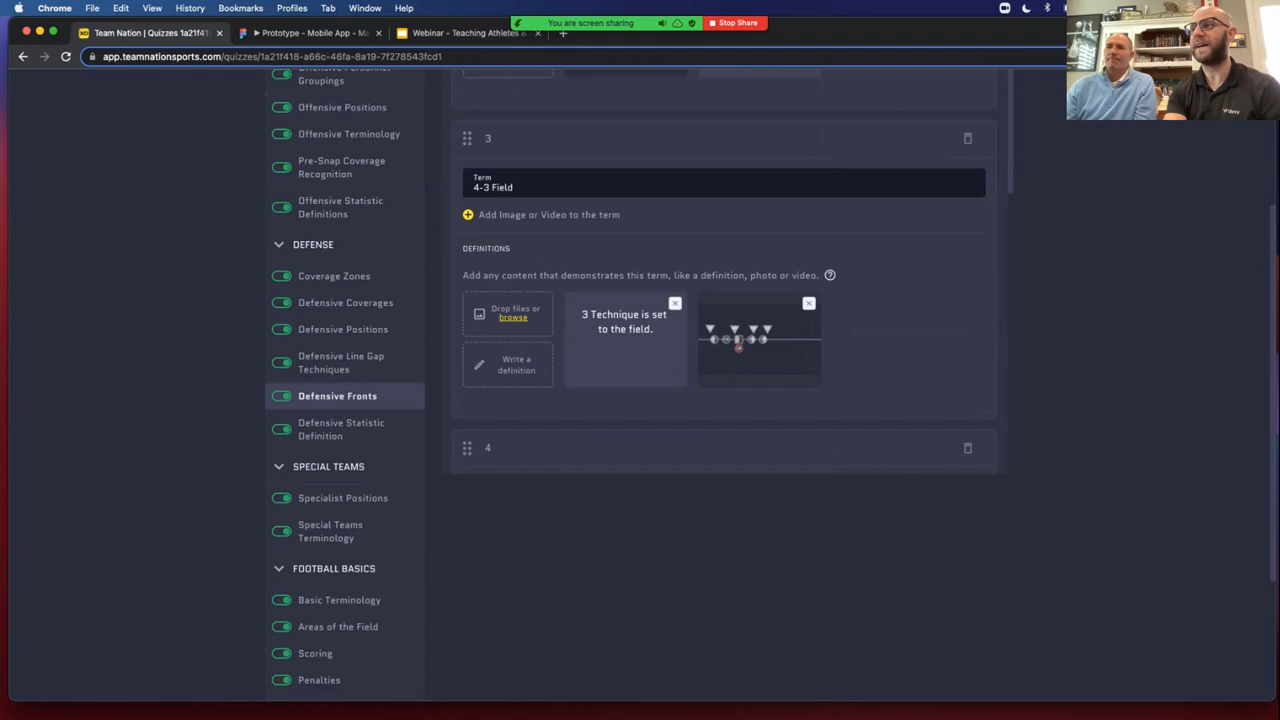 Chrome File Edit View History Bookmarks Profiles Tab Window Help
You are screen sharing Stop Share
Team Nation | Quizzes 1a21f41
Prototype - Mobile App - Ma
Webinar - Teaching Athletes &
app.teamnationsports.com/quizzes/1a21f418-a66c-46fa-8a19-7f278543fcd1
Offensive Personnel
Groupings
Offensive Positions
Offensive Terminology
Pre-Snap Coverage
Recognition
Offensive Statistic
Definitions
DEFENSE
Coverage Zones
Defensive Coverages
Defensive Positions
Defensive Line Gap
Techniques
Defensive Fronts
Defensive Statistic
Definition
SPECIAL TEAMS
Specialist Positions
Special Teams
Terminology
FOOTBALL BASICS
Basic Terminology
Areas of the Field
Scoring
Penalties
3
Term
4-3 Field
Add Image or Video to the term
DEFINITIONS
Add any content that demonstrates this term, like a definition, photo or video.
Drop files or
browse
Write a
definition
3 Technique is set
to the field.
4